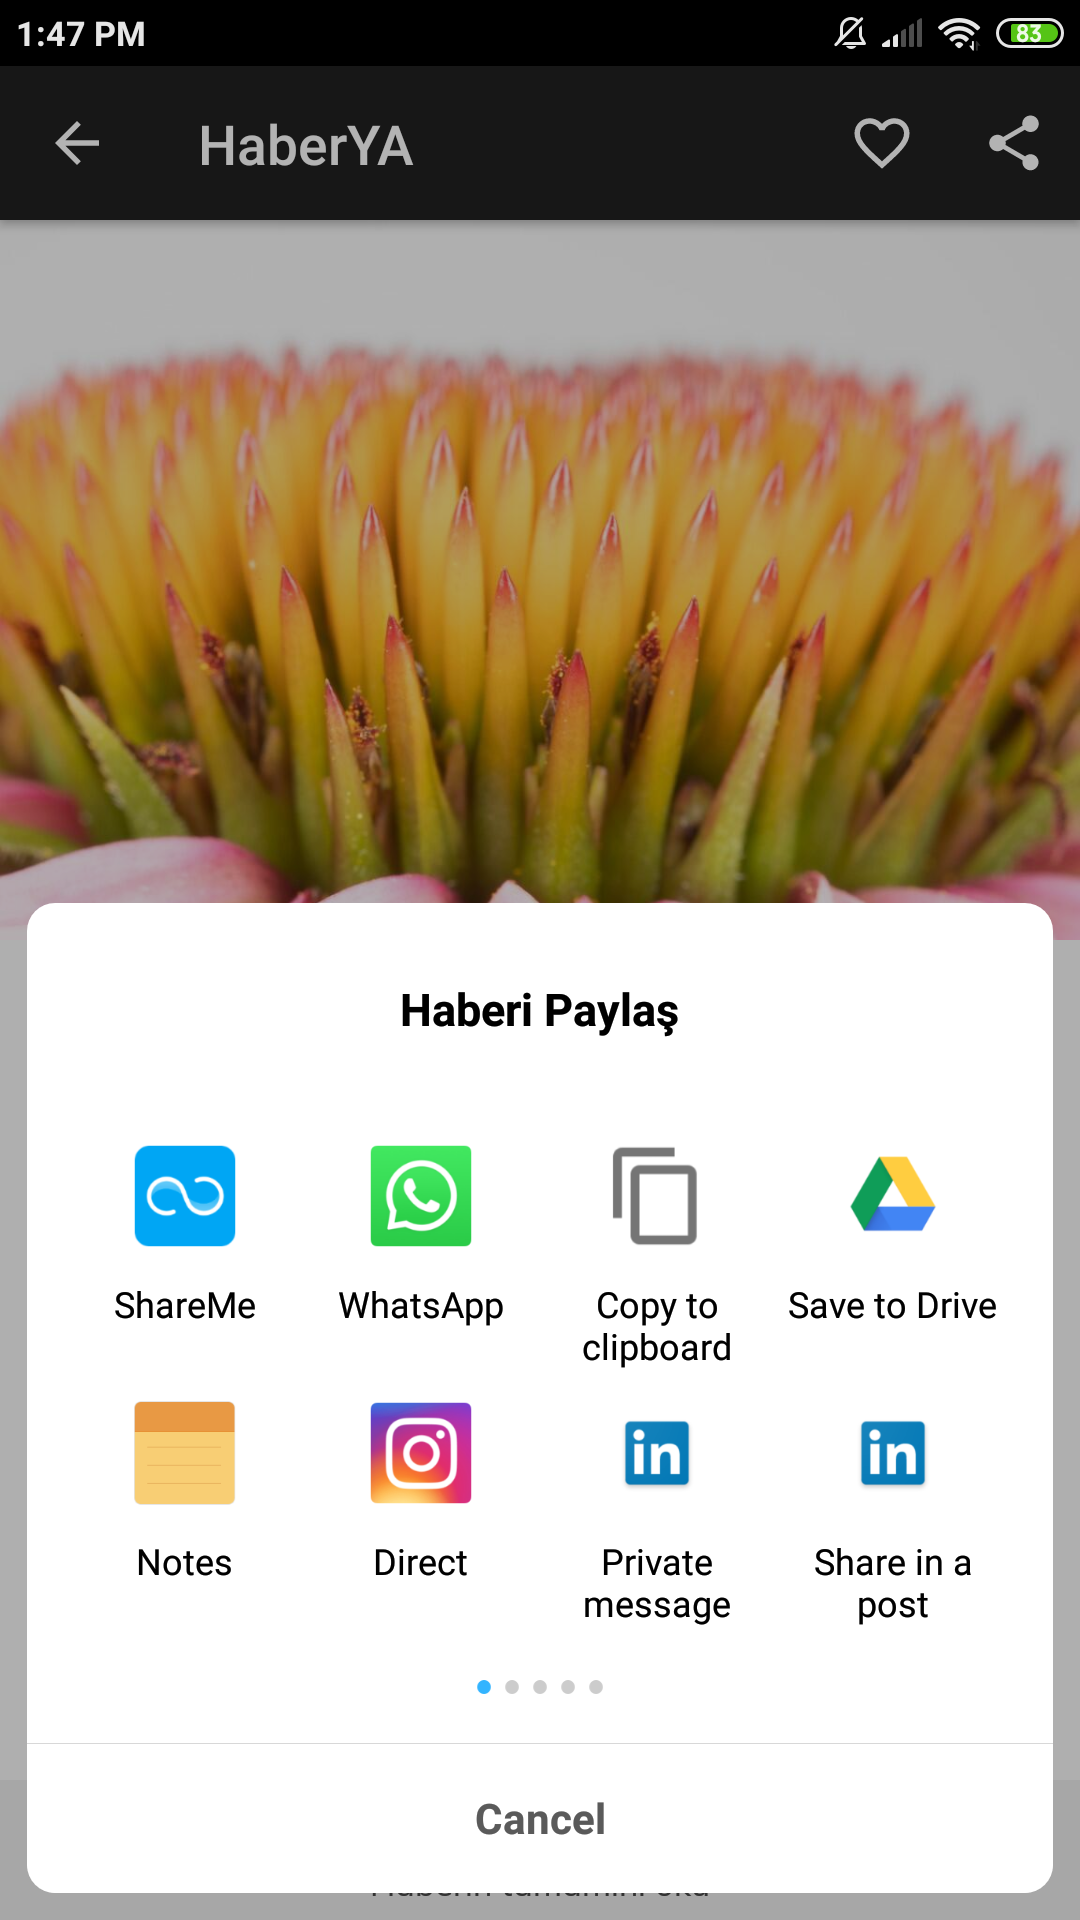 1:47 PM
83
HaberYA
Haberi Paylaş
ShareMe
WhatsApp
Copy to
clipboard
Save to Drive
Notes
Direct
Private
message
Share in a
post
Cancel